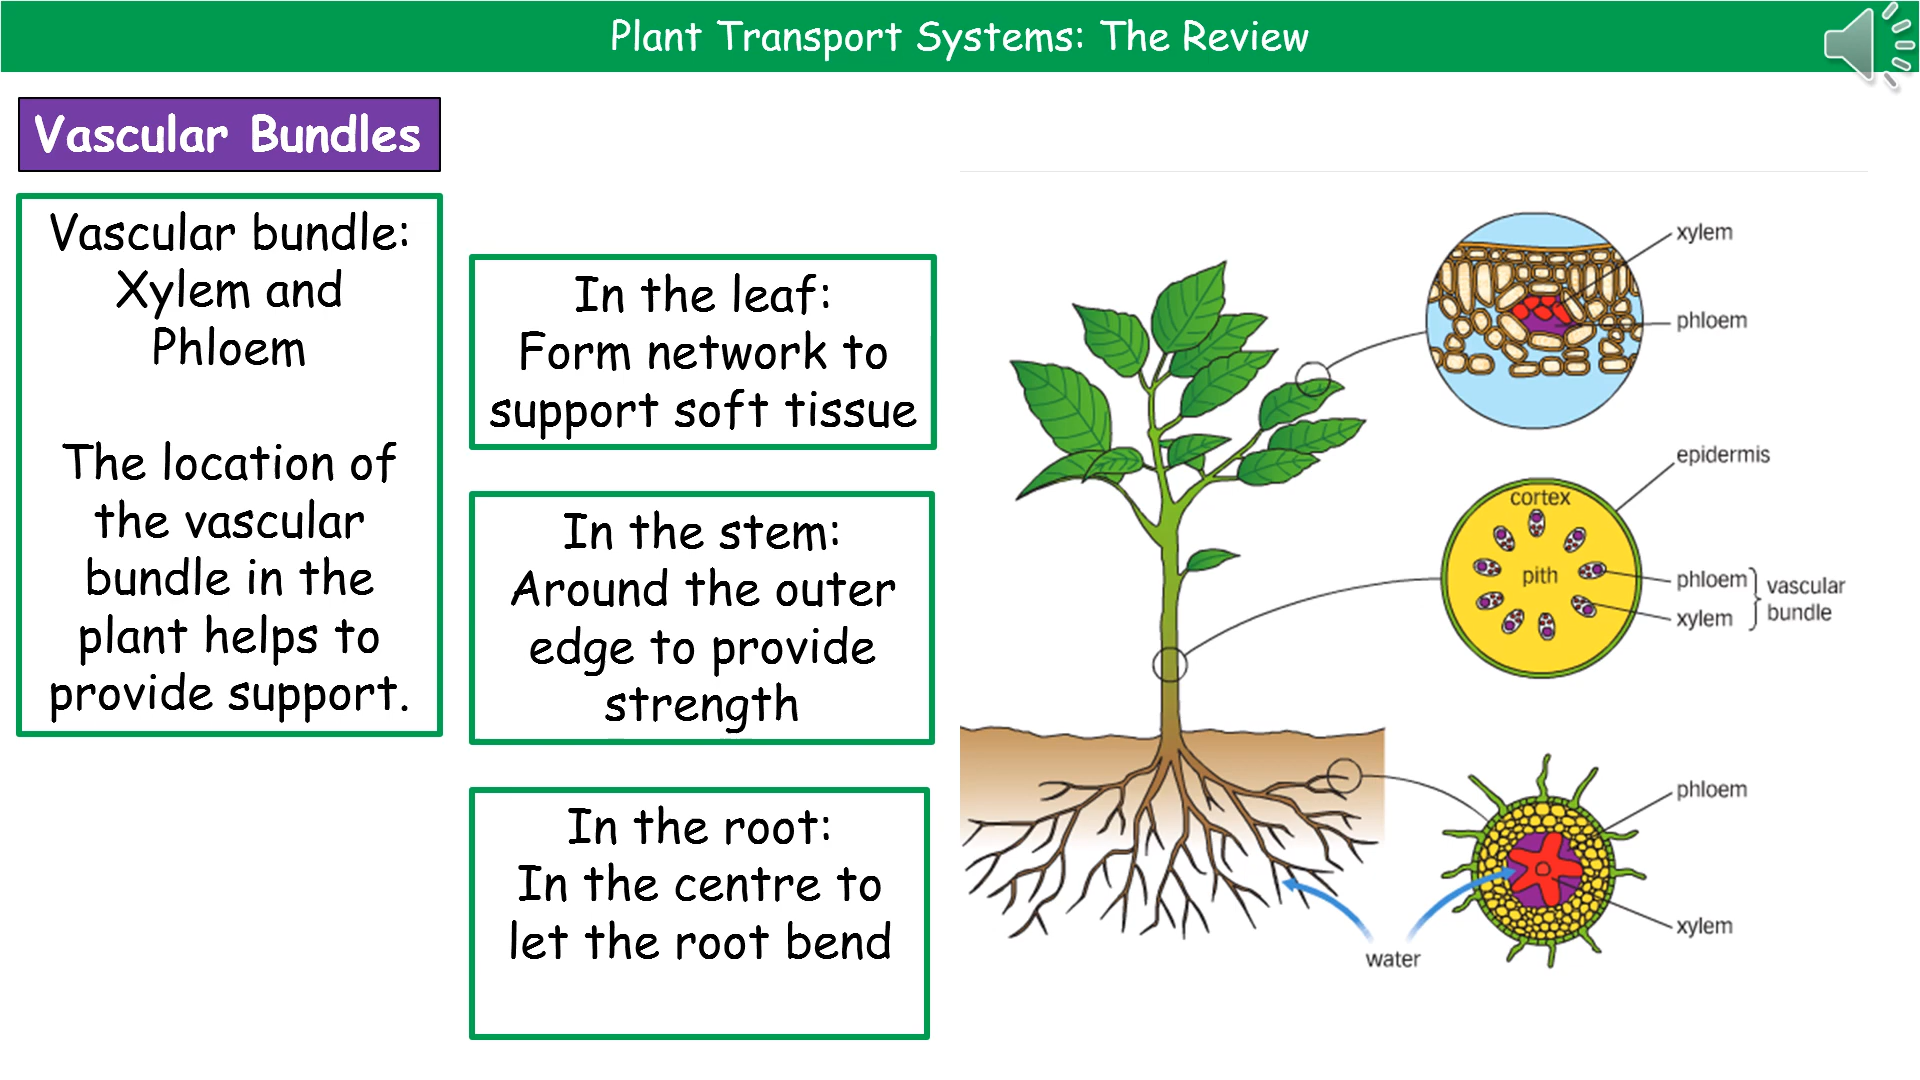 Plant Transport Systems: The Review
Vascular Bundles
Vascular bundle:
Xylem and
Phloem
The location of
the vascular
bundle in the
plant helps to
provide support.
In the leaf:
Form network to
support soft tissue
In the stem:
Around the outer
edge to provide
strength
In the root:
In the centre to
let the root bend
xylem
phloem
epidermis
cortex
pith
phloem
xylem
vascular
bundle
phloem
xylem
water